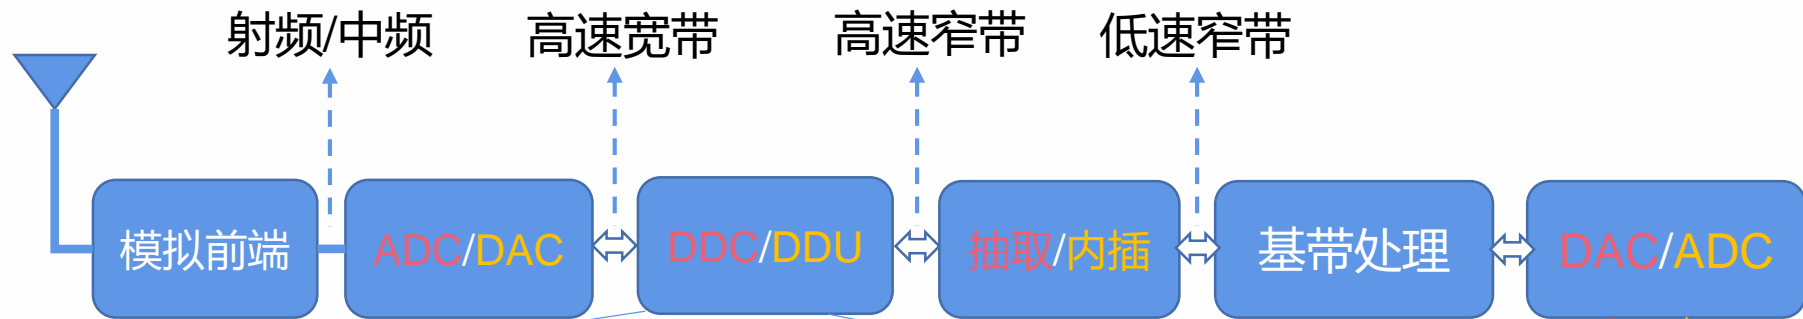 射频/中频
高速宽带
高速窄带
低速窄带
模拟前端
ADC/DAC
DDC/DDU
抽取/内插
基带处理
DAC/ADC